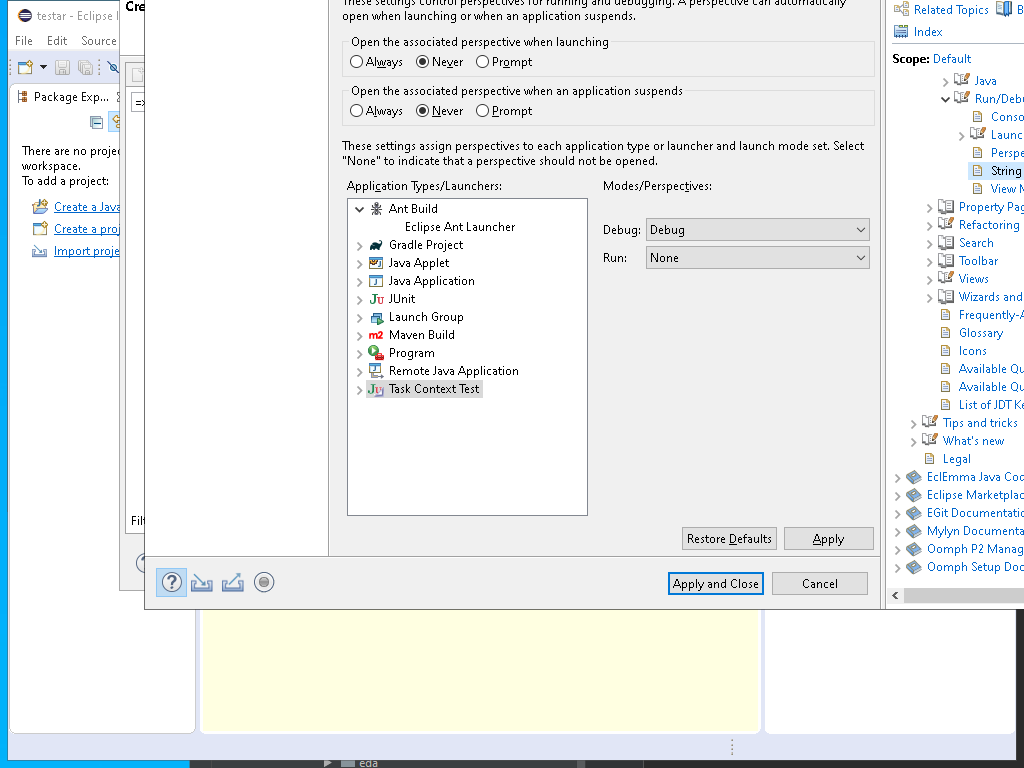 testar - Eclipse I
Cre
These settings control perspectives for running and debugging. A perspective can automatically
open when launching or when an application suspends.
Related Topics
B
File
Edit
Source
Index
Open the associated perspective when launching
Always
Never
Prompt
Scope: Default
Package Exp...
Open the associated perspective when an application suspends
Always
Never
Prompt
There are no proje
workspace.
To add a project:
Create a Java
Create a proj
Import proje
These settings assign perspectives to each application type or launcher and launch mode set. Select
"None" to indicate that a perspective should not be opened.
Application Types/Launchers:
Modes/Perspectives:
Ant Build
Eclipse Ant Launcher
Gradle Project
Java Applet
Java Application
JUnit
Launch Group
Maven Build
Program
Remote Java Application
Task Context Test
Debug: Debug
Run: None
Restore Defaults
Apply
Filt
Apply and Close
Cancel
Java
Run/Debu
Conso
Launc
Perspe
String
View M
Property Pag
Refactoring
Search
Toolbar
Views
Wizards and
Frequently-A
Glossary
Icons
Available Qu
Available Qu
List of JDT Ke
Tips and tricks
What's new
Legal
EclEmma Java Coc
Eclipse Marketplac
EGit Documentatio
Mylyn Documenta
Oomph P2 Manag
Oomph Setup Doc
eda